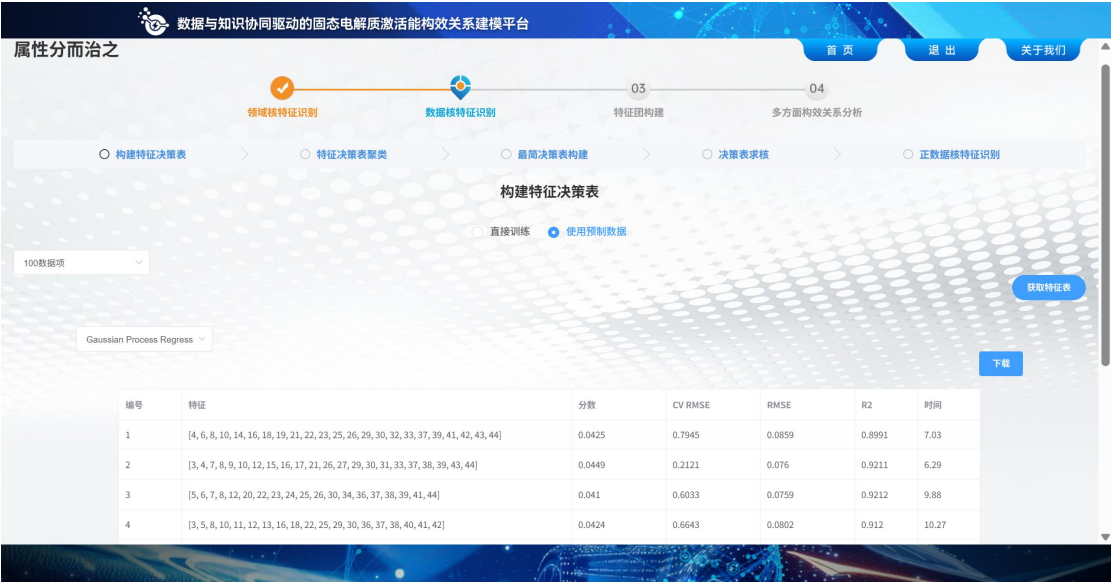 数据与知识协同驱动的固态电解质激活能构效关系建模平台
属性分而治之
首 页 退 出 关于我们
03 04
领域核特征识别 数据核特征识别 特征团构建 多方面构效关系分析
构建特征决策表 特征决策表聚类 最简决策表构建 决策表求核 正数据核特征识别
构建特征决策表
直接训练 使用预制数据
100数据项
获取特征表
Gaussian Process Regress
下载
编号 特征 分数 CV RMSE RMSE R2 时间
1 [4, 6, 8, 10, 14, 16, 18, 19, 21, 22, 23, 25, 26, 29, 30, 32, 33, 37, 39, 41, 42, 43, 44] 0.0425 0.7945 0.0859 0.8991 7.03
2 [3, 4, 7, 8, 9, 10, 12, 15, 16, 17, 21, 26, 27, 29, 30, 31, 33, 37, 38, 39, 43, 44] 0.0449 0.2121 0.076 0.9211 6.29
3 [5, 6, 7, 8, 12, 20, 22, 23, 24, 25, 26, 30, 34, 36, 37, 38, 39, 41, 44] 0.041 0.6033 0.0759 0.9212 9.88
4 [3, 5, 8, 10, 11, 12, 13, 16, 18, 22, 25, 29, 30, 36, 37, 38, 40, 41, 42] 0.0424 0.6643 0.0802 0.912 10.27